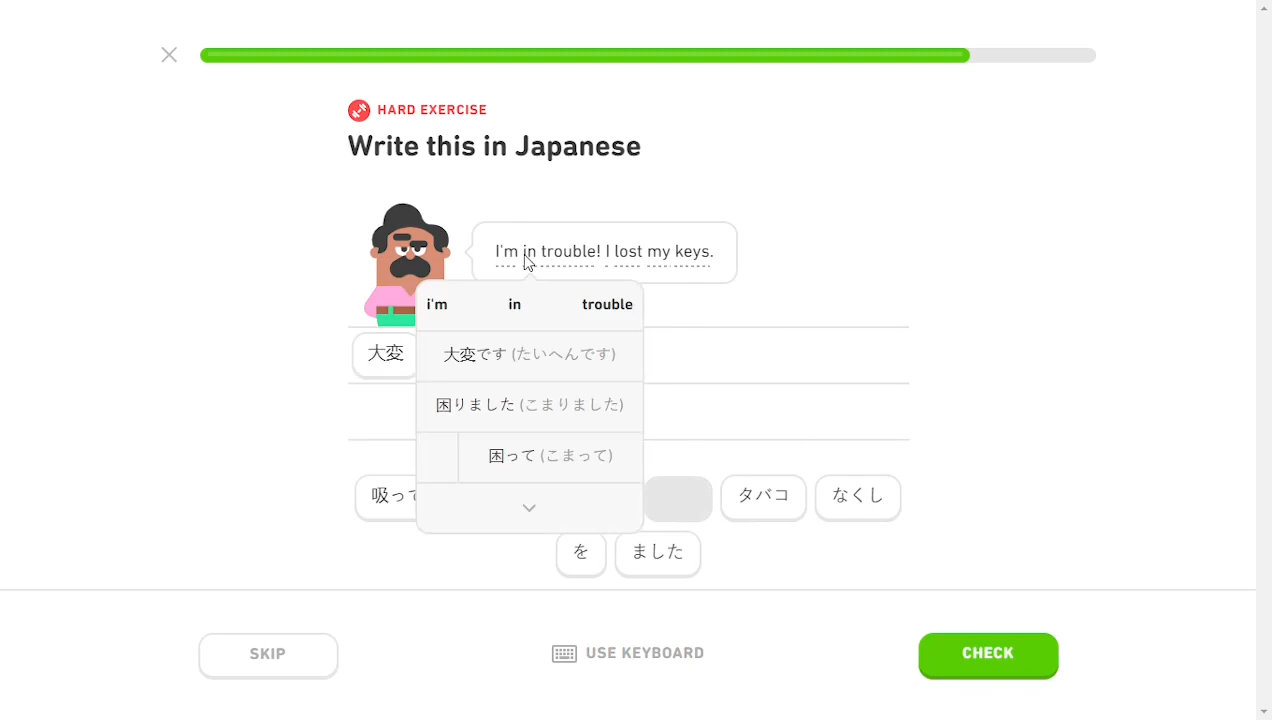 HARD EXERCISE
Write this in Japanese
I'm in trouble! I lost my keys.
i'm in trouble
大変
大変です (たいへんです)
困りました (こまりました)
困って (こまって)
吸って
タバコ
なくし
を
ました
SKIP
USE KEYBOARD
CHECK